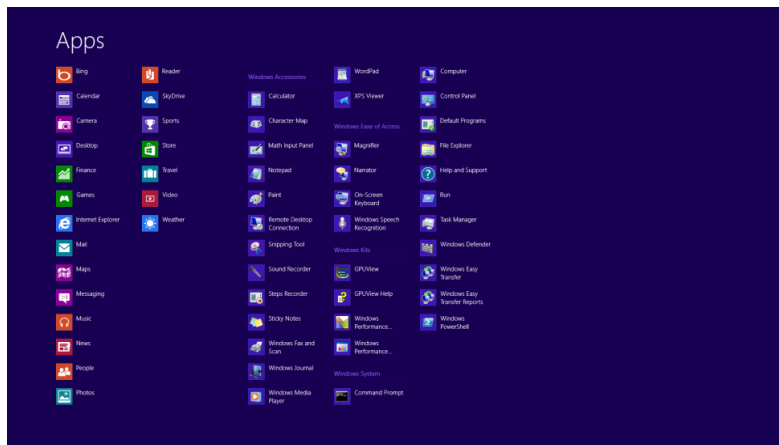 Apps
Bing
Calendar
Camera
Desktop
Finance
Games
Internet Explorer
Mail
Maps
Messaging
Music
News
People
Photos
Reader
SkyDrive
Sports
Store
Travel
Video
Weather
Windows Accessories
Calculator
Character Map
Math Input Panel
Notepad
Paint
Remote Desktop
Connection
Snipping Tool
Sound Recorder
Steps Recorder
Sticky Notes
Windows Fax and
Scan
Windows Journal
Windows Media
Player
WordPad
XPS Viewer
Windows Ease of Access
Magnifier
Narrator
On-Screen
Keyboard
Windows Speech
Recognition
Windows Kits
GPUView
GPUView Help
Windows
Performance...
Windows
Performance...
Windows System
Command Prompt
Computer
Control Panel
Default Programs
File Explorer
Help and Support
Run
Task Manager
Windows Defender
Windows Easy
Transfer
Windows Easy
Transfer Reports
Windows
PowerShell